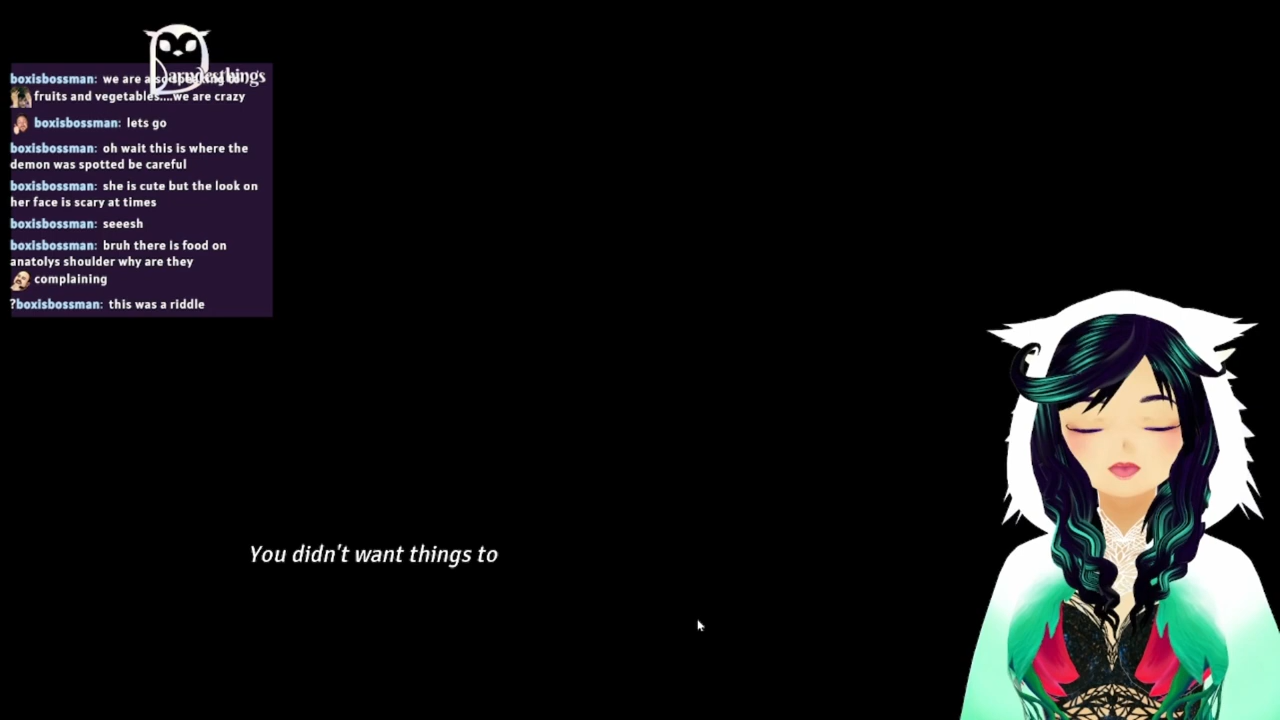 boxisbossman: we are also speaking to
fruits and vegetables....we are crazy
boxisbossman: lets go
boxisbossman: oh wait this is where the
demon was spotted be careful
boxisbossman: she is cute but the look on
her face is scary at times
boxisbossman: seeesh
boxisbossman: bruh there is food on
anatolys shoulder why are they
complaining
?boxisbossman: this was a riddle
You didn't want things to